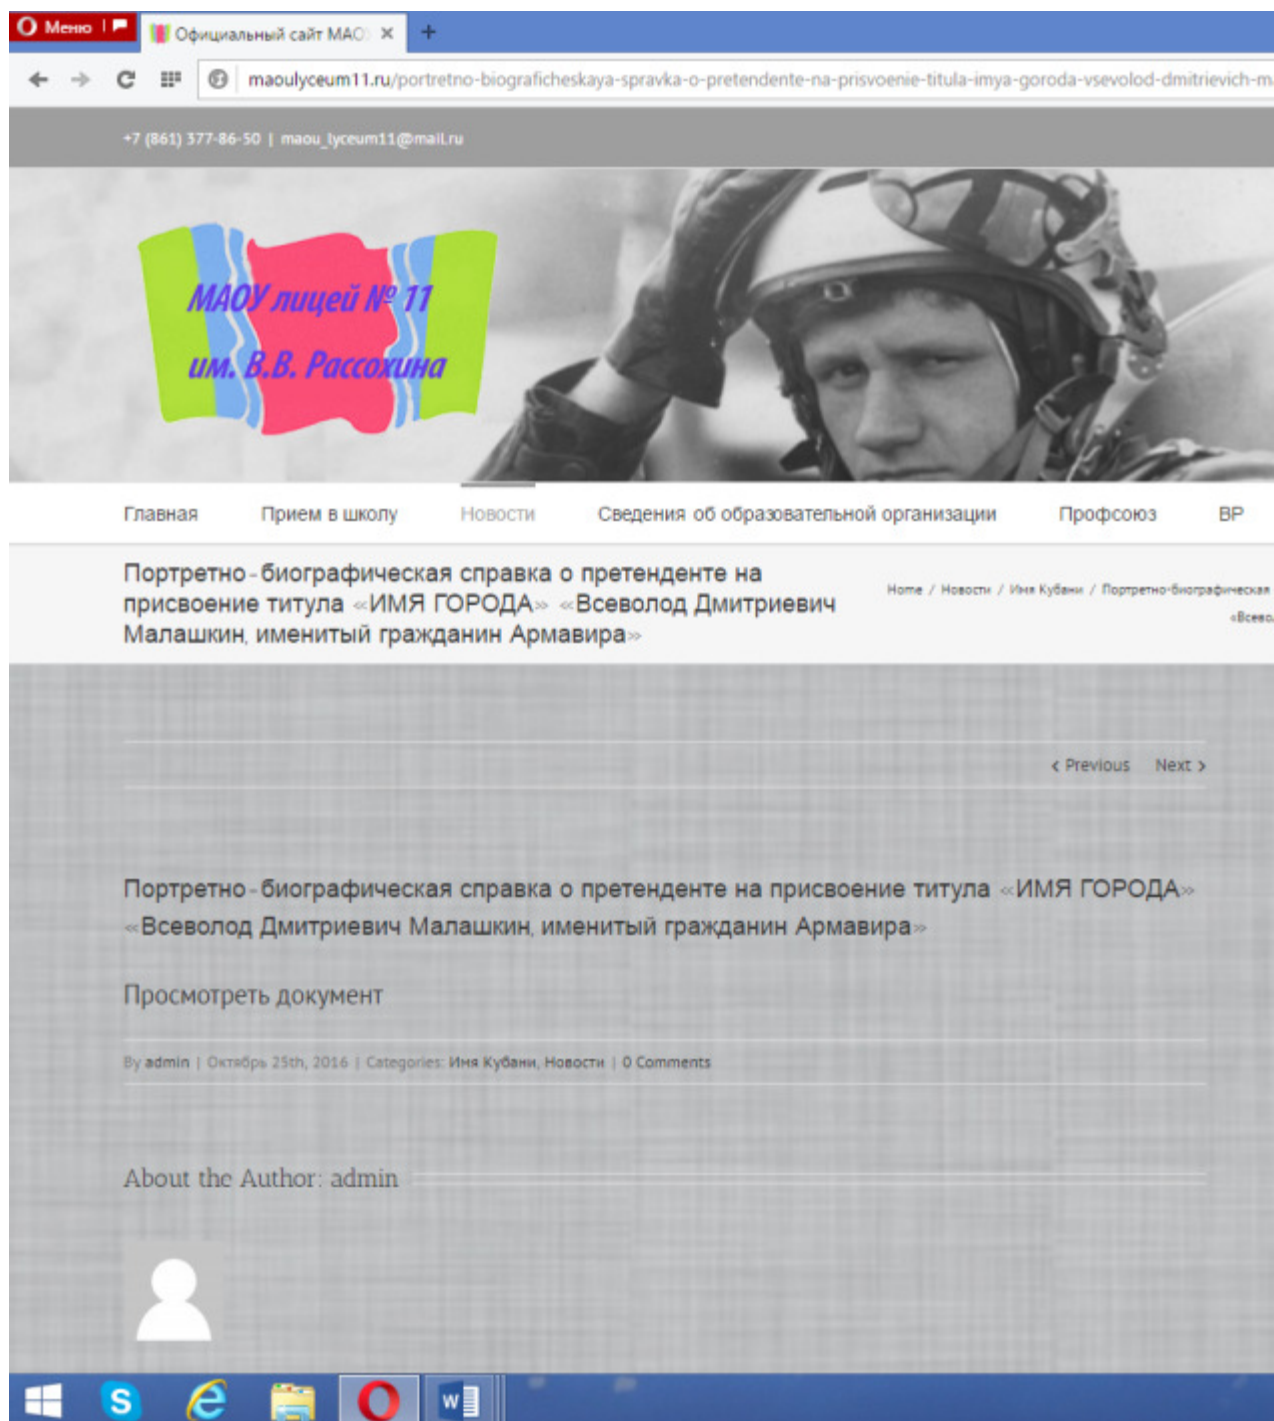 Меню
Официальный сайт МАО
maoulyceum11.ru/portretno-biograficheskaya-spravka-o-pretendente-na-prisvoenie-titula-imya-goroda-vsevolod-dmitrievich-m
+7 (861) 377-86-50 | maou_lyceum11@mail.ru
МАОУ лицей № 11
им. В.В. Рассохина
Главная Прием в школу Новости Сведения об образовательной организации Профсоюз ВР
Портретно-биографическая справка о претенденте на
присвоение титула «ИМЯ ГОРОДА» «Всеволод Дмитриевич
Малашкин, именитый гражданин Армавира»
Home / Новости / Имя Кубани / Портретно-биографическая
«Всево
< Previous Next >
Портретно-биографическая справка о претенденте на присвоение титула «ИМЯ ГОРОДА»
«Всеволод Дмитриевич Малашкин, именитый гражданин Армавира»
Просмотреть документ
By admin | Октябрь 25th, 2016 | Categories: Имя Кубани, Новости | 0 Comments
About the Author: admin